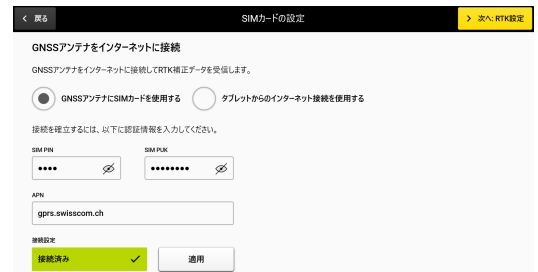 戻る
SIMカードの設定
次へ: RTK設定
GNSSアンテナをインターネットに接続
GNSSアンテナをインターネットに接続してRTK補正データを受信します。
GNSSアンテナにSIMカードを使用する
タブレットからのインターネット接続を使用する
接続を確立するには、以下に認証情報を入力してください。
SIM PIN
SIM PUK
••••
••••••••
APN
gprs.swisscom.ch
接続設定
接続済み
適用